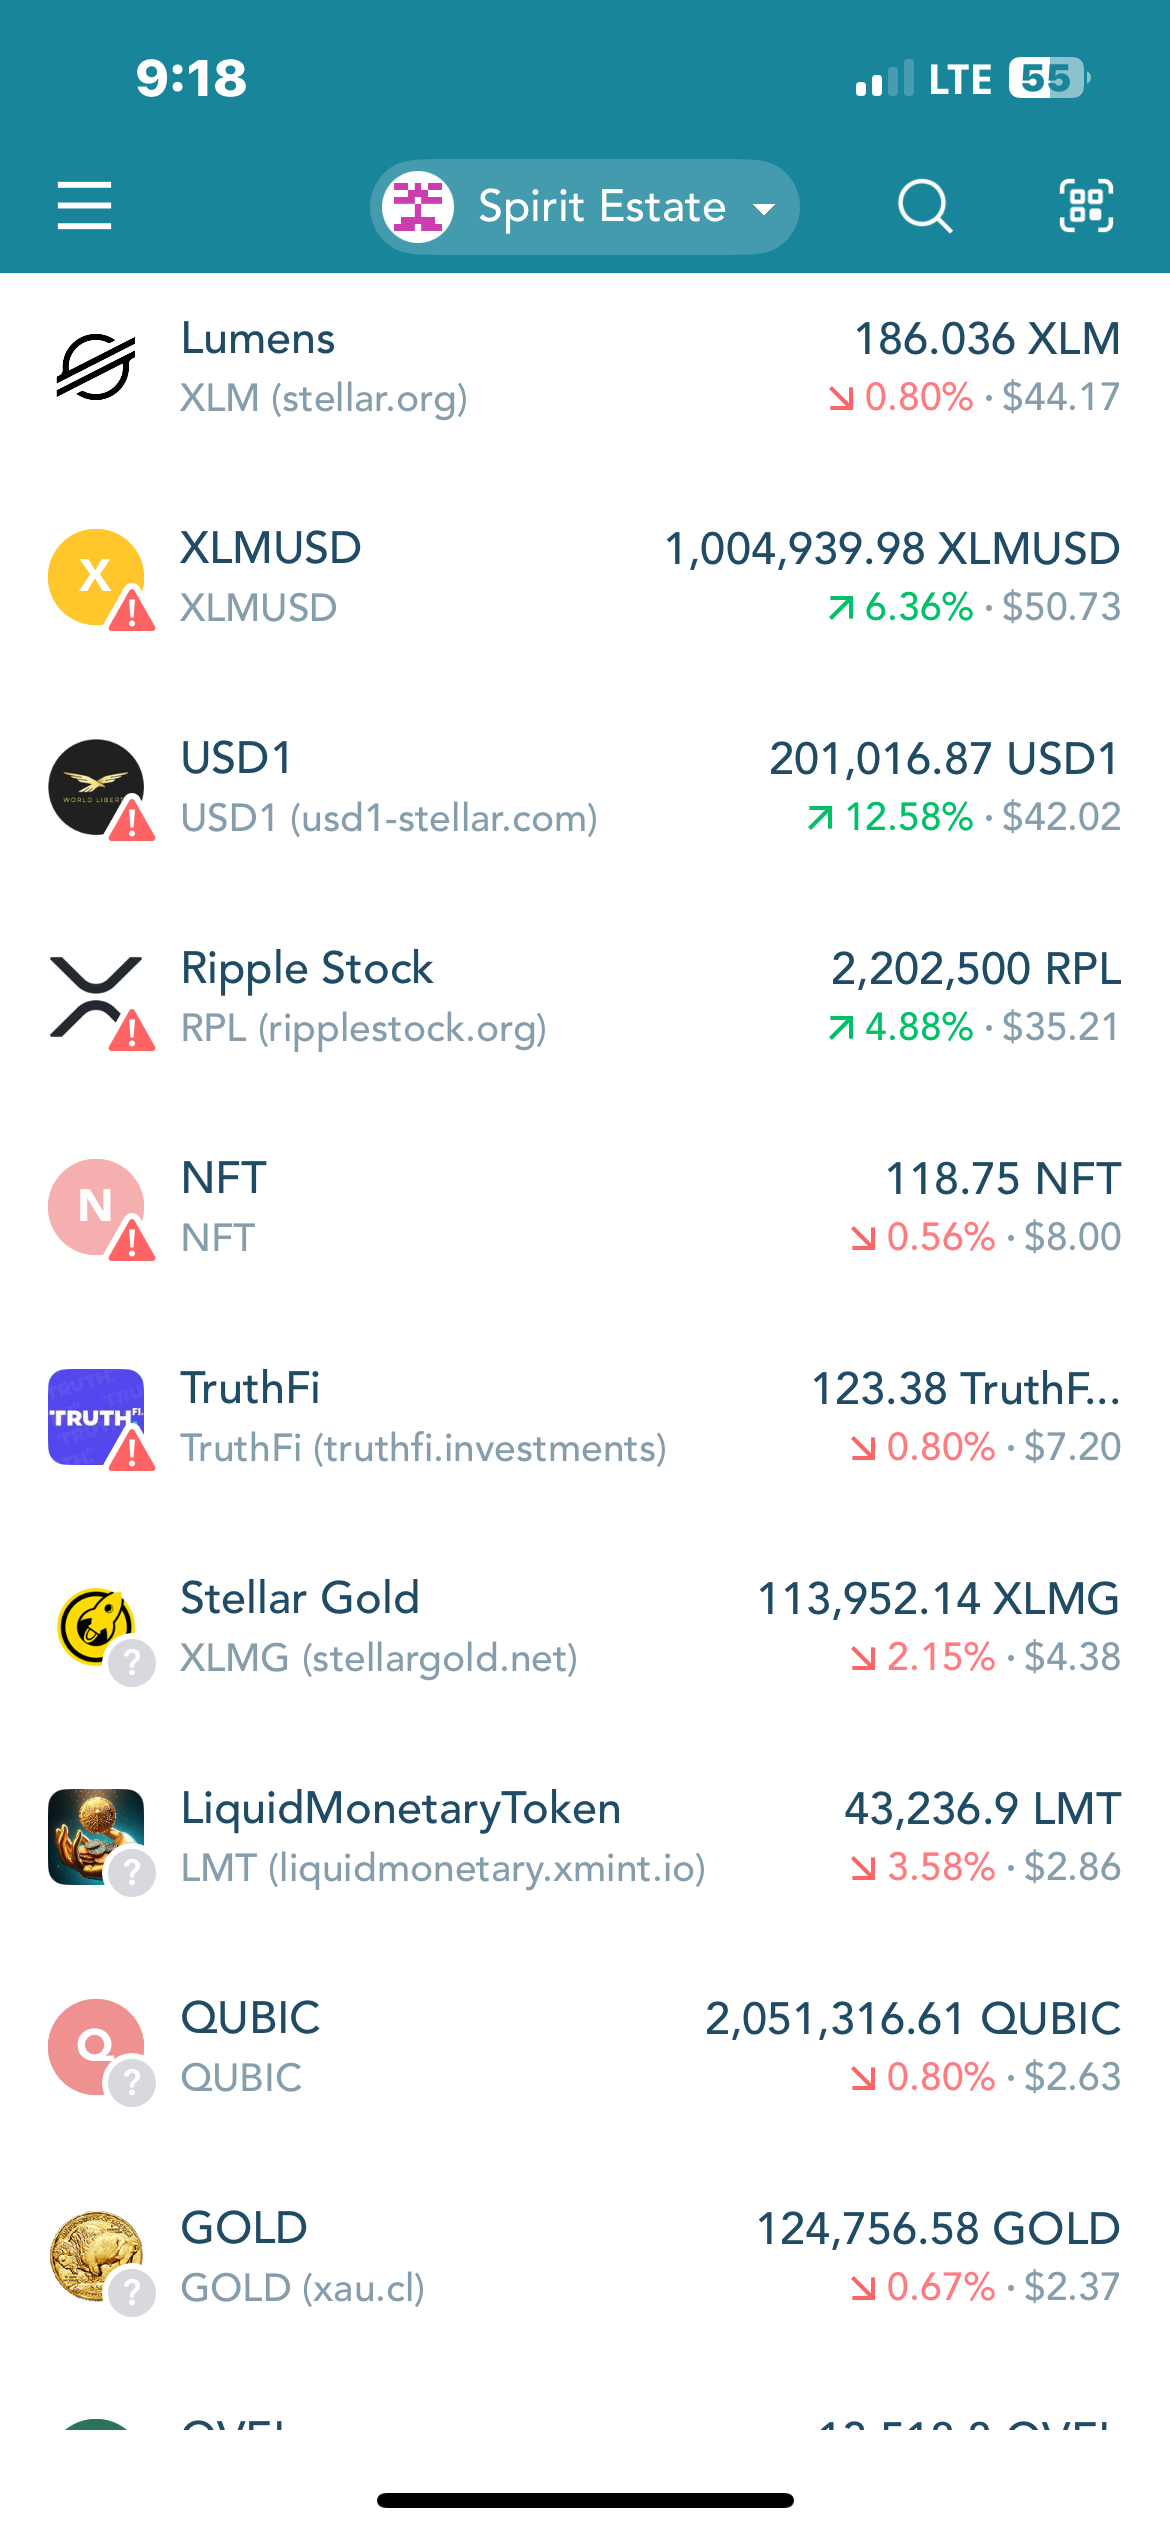 9:18
LTE 55
Spirit Estate
Lumens
186.036 XLM
XLM (stellar.org)
0.80% · $44.17
X
XLMUSD
1,004,939.98 XLMUSD
XLMUSD
6.36% · $50.73
WORLD LIBERT
USD1
201,016.87 USD1
USD1 (usd1-stellar.com)
12.58% · $42.02
Ripple Stock
2,202,500 RPL
RPL (ripplestock.org)
4.88% · $35.21
N
NFT
118.75 NFT
NFT
0.56% · $8.00
TRUTH FI.
TruthFi
123.38 TruthF...
TruthFi (truthfi.investments)
0.80% · $7.20
Stellar Gold
113,952.14 XLMG
XLMG (stellargold.net)
2.15% · $4.38
?
LiquidMonetaryToken
43,236.9 LMT
LMT (liquidmonetary.xmint.io)
3.58% · $2.86
?
Q
QUBIC
2,051,316.61 QUBIC
QUBIC
0.80% · $2.63
?
GOLD
124,756.58 GOLD
GOLD (xau.cl)
0.67% · $2.37
?